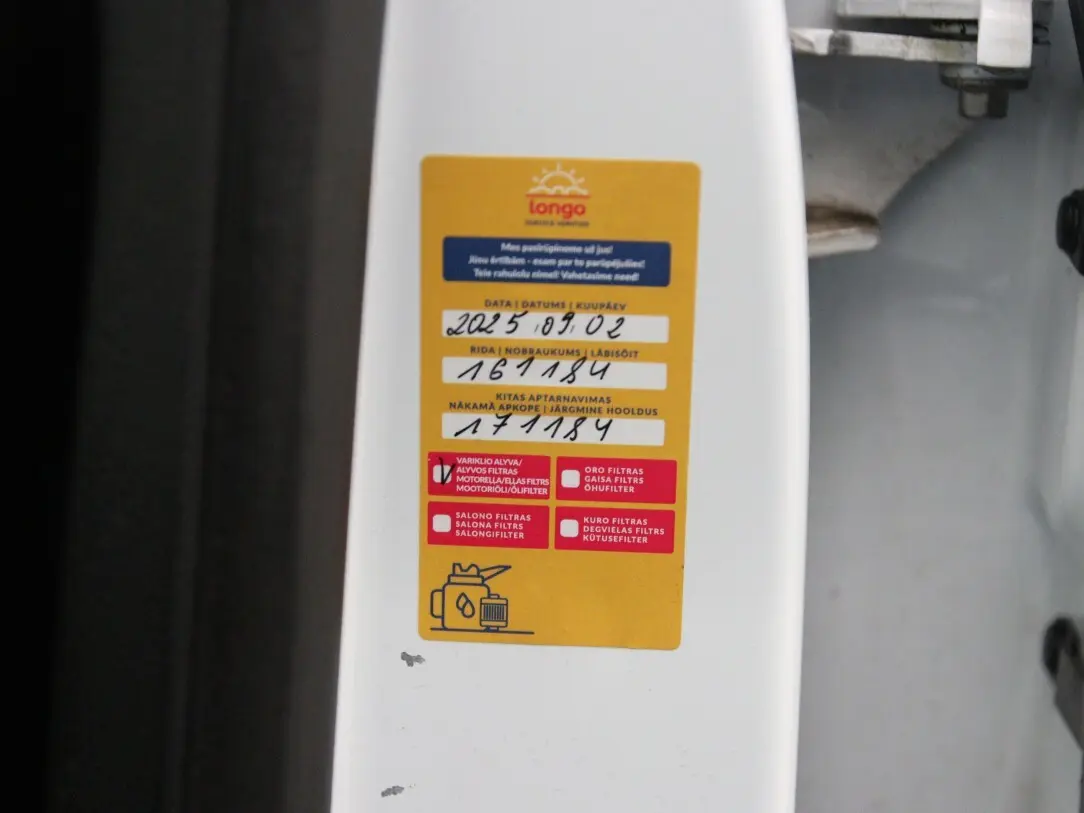 longo
Mes pasirūpinome už jus!
Jūsu ērtībām - esam par to parūpējušies!
Teie rahulolu nimel! Vahetasime need!
DATA | DATUMS | KUUPÄEV
2025.09.02
RIDA | NOBRAUKUMS | LÄBISÕIT
161184
KITAS APTARNAVIMAS
NĀKAMĀ APKOPE | JÄRGMINE HOOLDUS
171184
V
VARIKLIO ALYVA/
ALYVOS FILTRAS
MOTOREĻĻA/EĻĻAS FILTRS
MOOTORIÕLI/ÕLIFILTER
ORO FILTRAS
GAISA FILTRS
ÕHUFILTER
SALONO FILTRAS
SALONA FILTRS
SALONGIFILTER
KURO FILTRAS
DEGVIELAS FILTRS
KÜTUSEFILTER